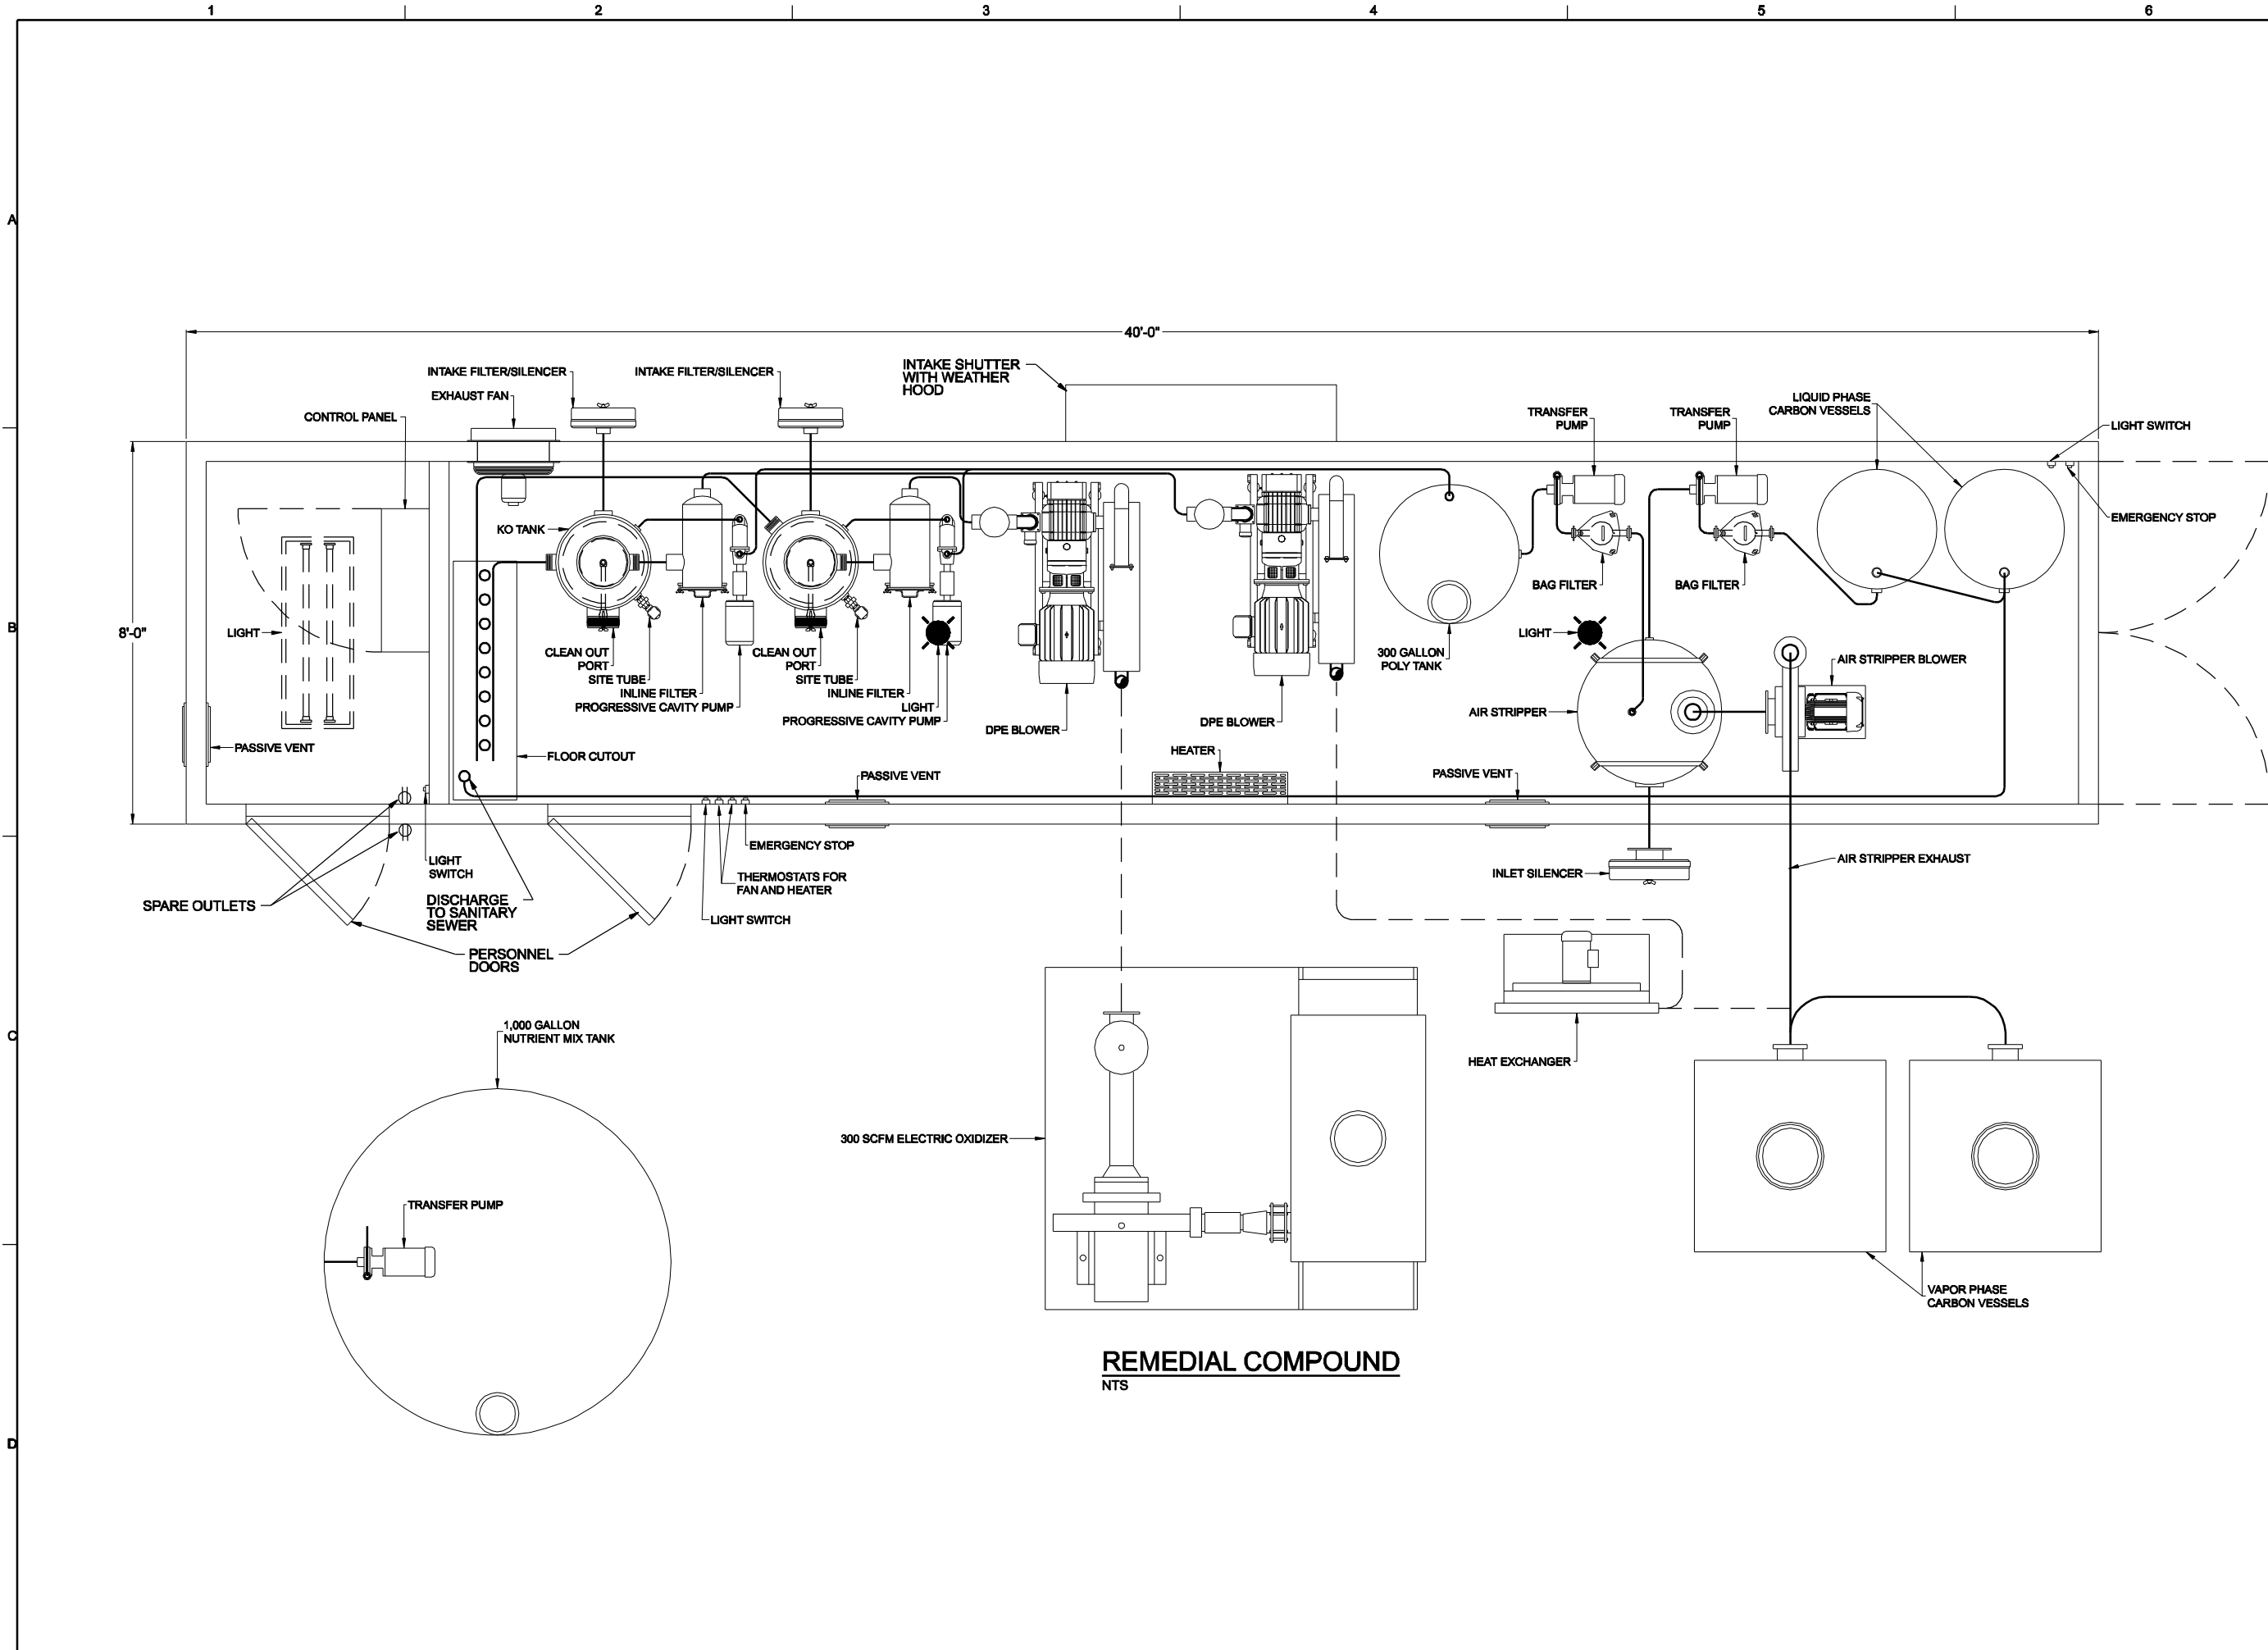 1 2 3 4 5 6
A
40'-0"
INTAKE FILTER/SILENCER
INTAKE FILTER/SILENCER
INTAKE SHUTTER
WITH WEATHER
HOOD
EXHAUST FAN
CONTROL PANEL
TRANSFER
PUMP
TRANSFER
PUMP
LIQUID PHASE
CARBON VESSELS
LIGHT SWITCH
KO TANK
EMERGENCY STOP
BAG FILTER
BAG FILTER
B
8'-0"
LIGHT
CLEAN OUT
PORT
SITE TUBE
INLINE FILTER
PROGRESSIVE CAVITY PUMP
CLEAN OUT
PORT
SITE TUBE
INLINE FILTER
LIGHT
PROGRESSIVE CAVITY PUMP
DPE BLOWER
DPE BLOWER
300 GALLON
POLY TANK
LIGHT
AIR STRIPPER BLOWER
AIR STRIPPER
PASSIVE VENT
FLOOR CUTOUT
PASSIVE VENT
HEATER
PASSIVE VENT
EMERGENCY STOP
LIGHT
SWITCH
THERMOSTATS FOR
FAN AND HEATER
INLET SILENCER
AIR STRIPPER EXHAUST
SPARE OUTLETS
DISCHARGE
TO SANITARY
SEWER
LIGHT SWITCH
PERSONNEL
DOORS
C
1,000 GALLON
NUTRIENT MIX TANK
HEAT EXCHANGER
300 SCFM ELECTRIC OXIDIZER
TRANSFER PUMP
VAPOR PHASE
CARBON VESSELS
REMEDIAL COMPOUND
NTS
D